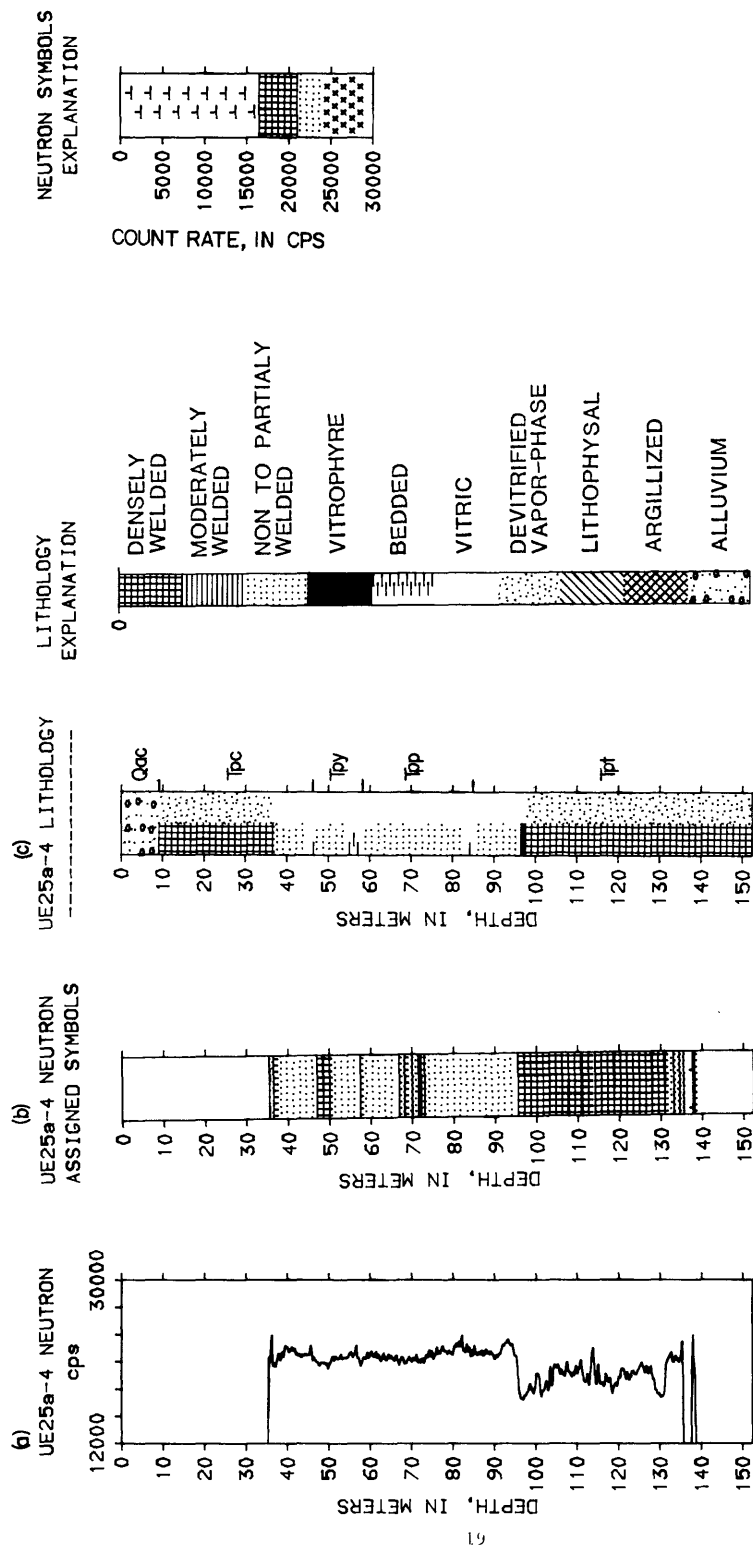 (a)
UE25a-4 NEUTRON
cps
12000 30000
0
10
20
30
40
50
60
70
80
90
100
110
120
130
140
150
DEPTH, IN METERS
(b)
UE25a-4 NEUTRON
ASSIGNED SYMBOLS
0
10
20
30
40
50
60
70
80
90
100
110
120
130
140
150
DEPTH, IN METERS
(c)
UE25a-4 LITHOLOGY
0
10
20
30
40
50
60
70
80
90
100
110
120
130
140
150
DEPTH, IN METERS
Qac
Tpc
Tpy
Tpp
Tpt
LITHOLOGY
EXPLANATION
0
DENSELY
WELDED
MODERATELY
WELDED
NON TO PARTIALY
WELDED
VITROPHYRE
BEDDED
VITRIC
DEVITRIFIED
VAPOR-PHASE
LITHOPHYSAL
ARGILLIZED
ALLUVIUM
NEUTRON SYMBOLS
EXPLANATION
0
5000
10000
15000
20000
25000
30000
COUNT RATE, IN CPS
61